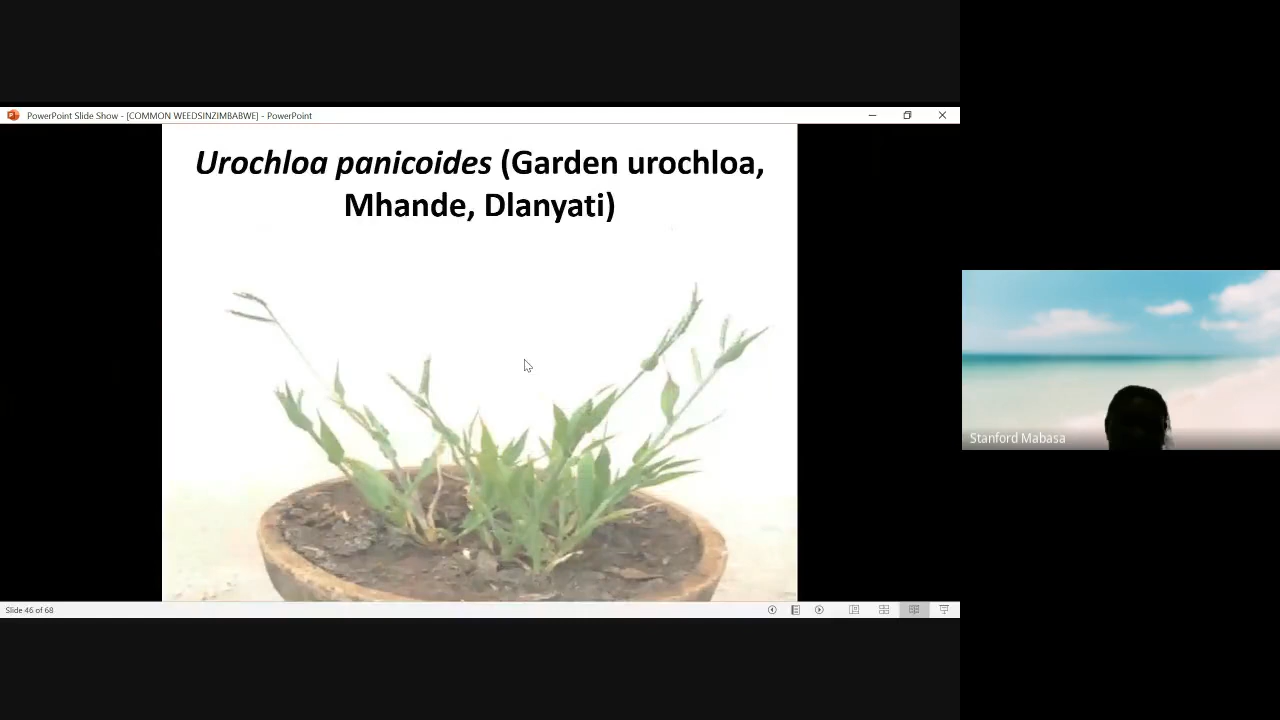 PowerPoint Slide Show - [COMMON WEEDSINZIMBABWE] - PowerPoint
Urochloa panicoides (Garden urochloa,
Mhande, Dlanyati)
Stanford Mabasa
Slide 46 of 68